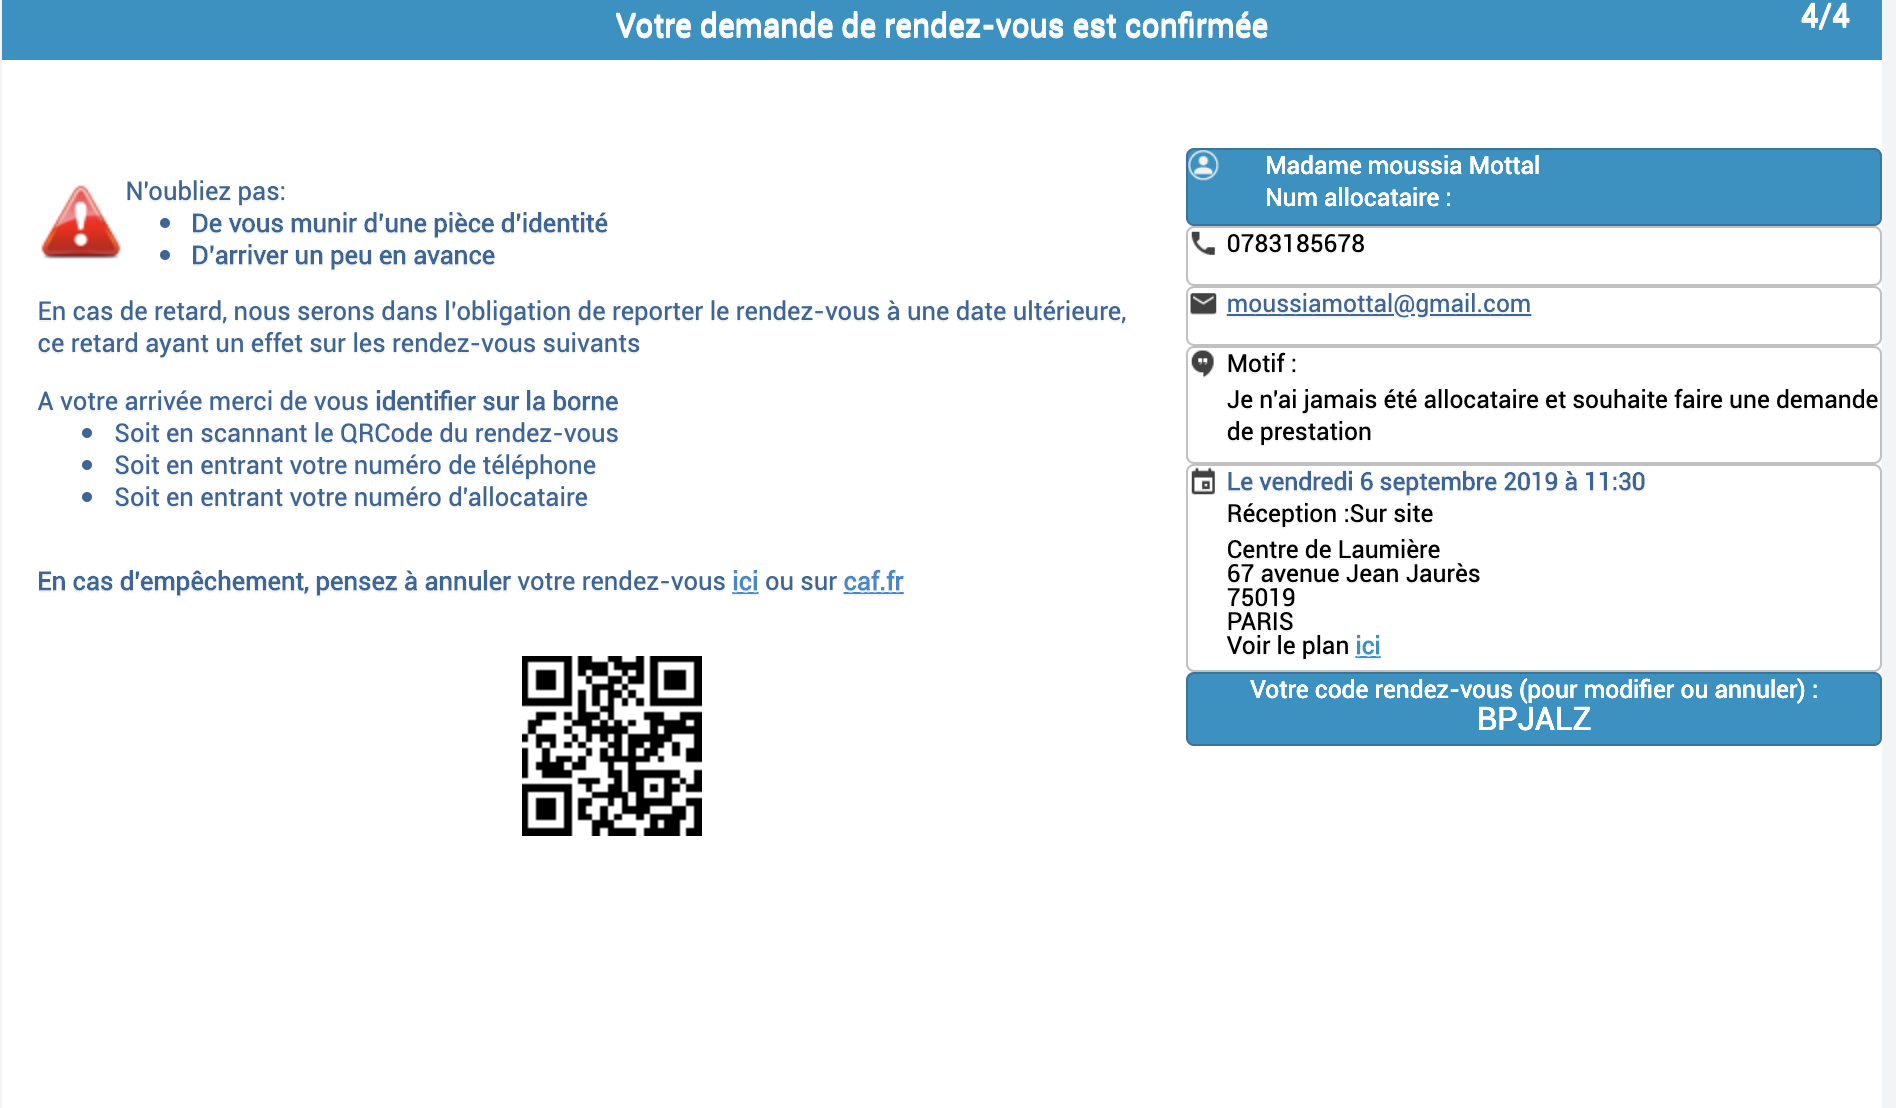 Votre demande de rendez-vous est confirmée
4/4
N'oubliez pas:
De vous munir d'une pièce d'identité
D'arriver un peu en avance
En cas de retard, nous serons dans l'obligation de reporter le rendez-vous à une date ultérieure,
ce retard ayant un effet sur les rendez-vous suivants
A votre arrivée merci de vous identifier sur la borne
Soit en scannant le QRCode du rendez-vous
Soit en entrant votre numéro de téléphone
Soit en entrant votre numéro d'allocataire
En cas d'empêchement, pensez à annuler votre rendez-vous ici ou sur caf.fr
Madame moussia Mottal
Num allocataire :
0783185678
moussiamottal@gmail.com
Motif :
Je n'ai jamais été allocataire et souhaite faire une demande
de prestation
Le vendredi 6 septembre 2019 à 11:30
Réception :Sur site
Centre de Laumière
67 avenue Jean Jaurès
75019
PARIS
Voir le plan ici
Votre code rendez-vous (pour modifier ou annuler) :
BPJALZ